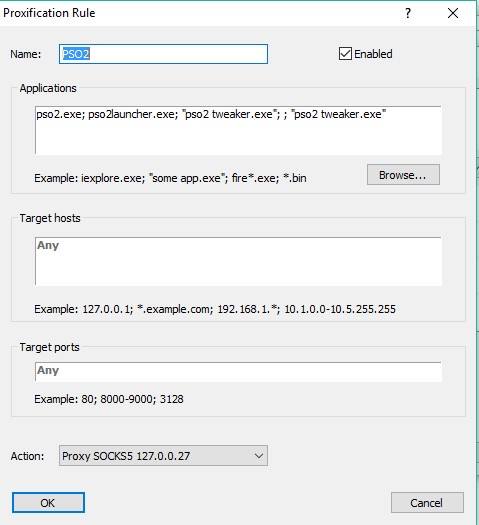 Proxification Rule
Name: PSO2 Enabled
Applications
pso2.exe; pso2launcher.exe; "pso2 tweaker.exe"; ; "pso2 tweaker.exe"
Example: iexplore.exe; "some app.exe"; fire*.exe; *.bin Browse...
Target hosts
Any
Example: 127.0.0.1; *.example.com; 192.168.1.*; 10.1.0.0-10.5.255.255
Target ports
Any
Example: 80; 8000-9000; 3128
Action: Proxy SOCKS5 127.0.0.27
OK Cancel